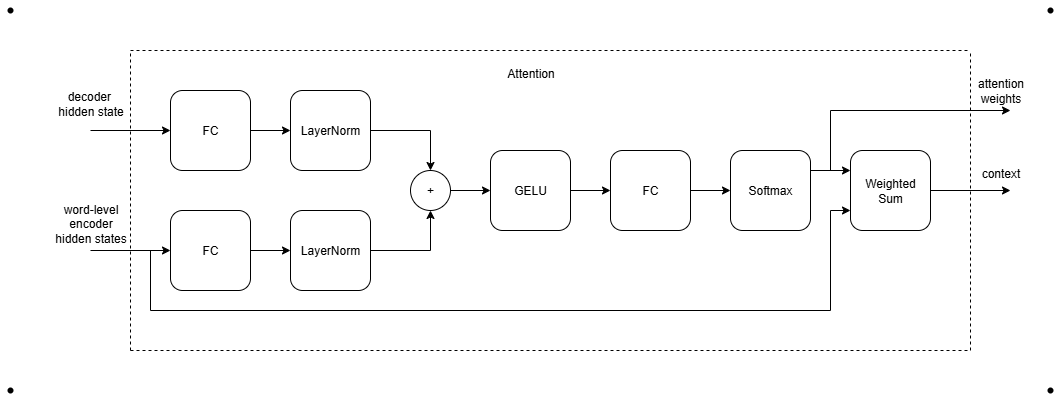 Attention
decoder
hidden state
FC
LayerNorm
attention
weights
+
GELU
FC
Softmax
Weighted
Sum
context
word-level
encoder
hidden states
FC
LayerNorm